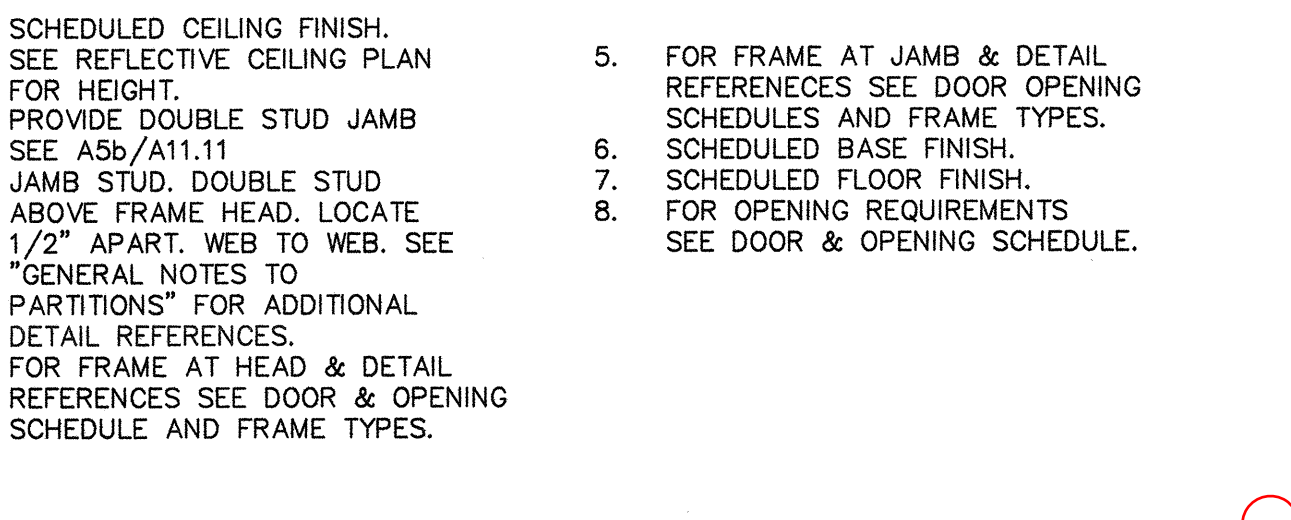 SCHEDULED CEILING FINISH.
SEE REFLECTIVE CEILING PLAN
FOR HEIGHT.
PROVIDE DOUBLE STUD JAMB
SEE A5b/A11.11
JAMB STUD. DOUBLE STUD
ABOVE FRAME HEAD. LOCATE
1/2" APART. WEB TO WEB. SEE
"GENERAL NOTES TO
PARTITIONS" FOR ADDITIONAL
DETAIL REFERENCES.
FOR FRAME AT HEAD & DETAIL
REFERENCES SEE DOOR & OPENING
SCHEDULE AND FRAME TYPES.
5. FOR FRAME AT JAMB & DETAIL
REFERENECES SEE DOOR OPENING
SCHEDULES AND FRAME TYPES.
6. SCHEDULED BASE FINISH.
7. SCHEDULED FLOOR FINISH.
8. FOR OPENING REQUIREMENTS
SEE DOOR & OPENING SCHEDULE.